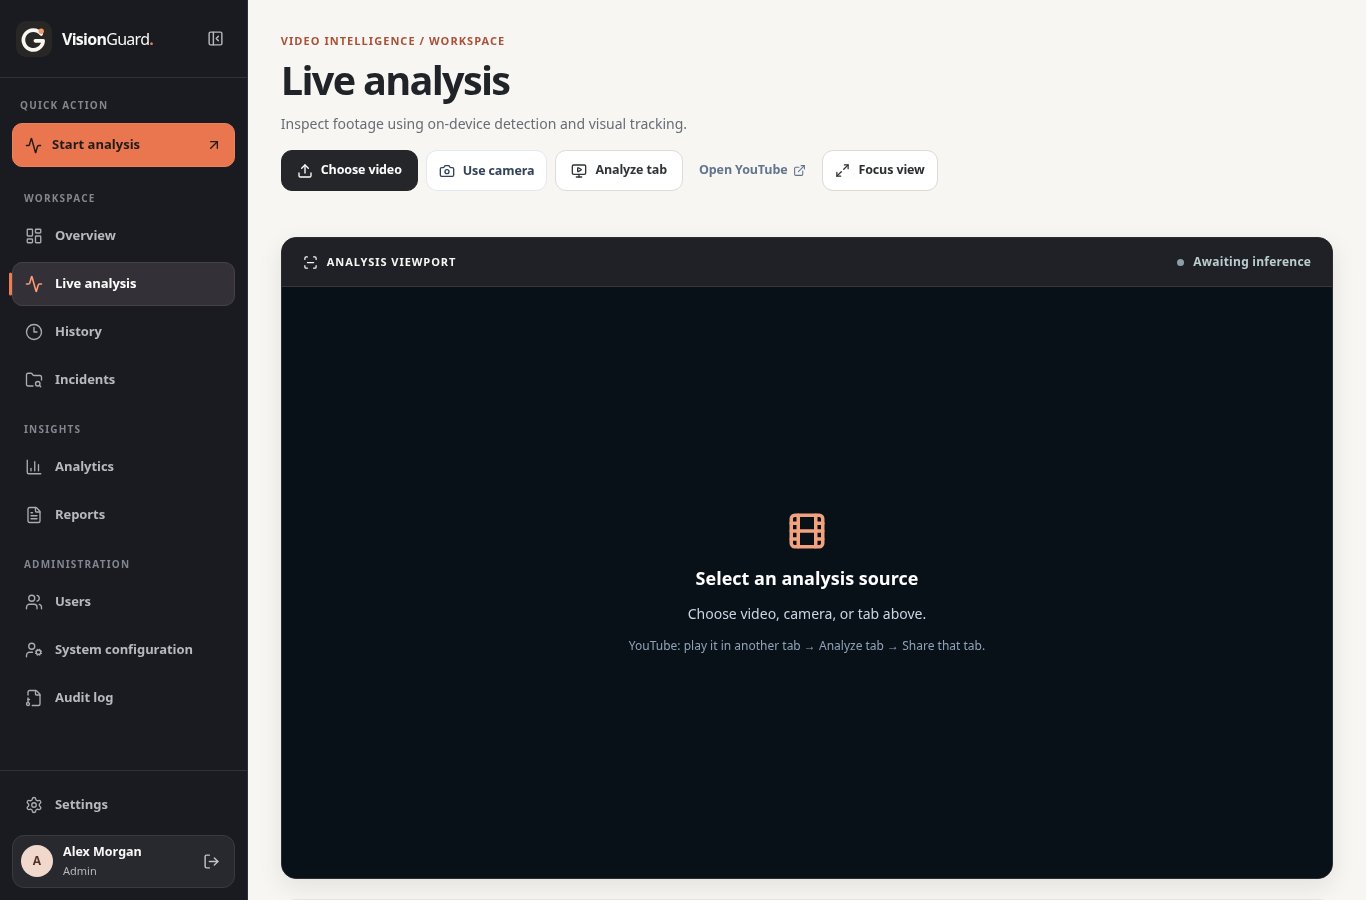 VisionGuard.
QUICK ACTION
Start analysis
WORKSPACE
Overview
Live analysis
History
Incidents
INSIGHTS
Analytics
Reports
ADMINISTRATION
Users
System configuration
Audit log
Settings
A
Alex Morgan
Admin
VIDEO INTELLIGENCE / WORKSPACE
Live analysis
Inspect footage using on-device detection and visual tracking.
Choose video
Use camera
Analyze tab
Open YouTube
Focus view
ANALYSIS VIEWPORT
Awaiting inference
Select an analysis source
Choose video, camera, or tab above.
YouTube: play it in another tab → Analyze tab → Share that tab.